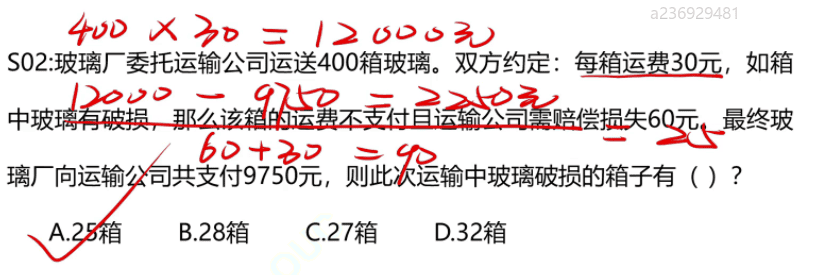 a236929481
400 × 30 = 12000元
S02:玻璃厂委托运输公司运送400箱玻璃。双方约定：每箱运费30元，如箱
12000 - 9750 = 2250元
中玻璃有破损，那么该箱的运费不支付且运输公司需赔偿损失60元。最终玻
60+30 = 90
= 25
璃厂向运输公司共支付9750元，则此次运输中玻璃破损的箱子有（ ）？
A.25箱 B.28箱 C.27箱 D.32箱